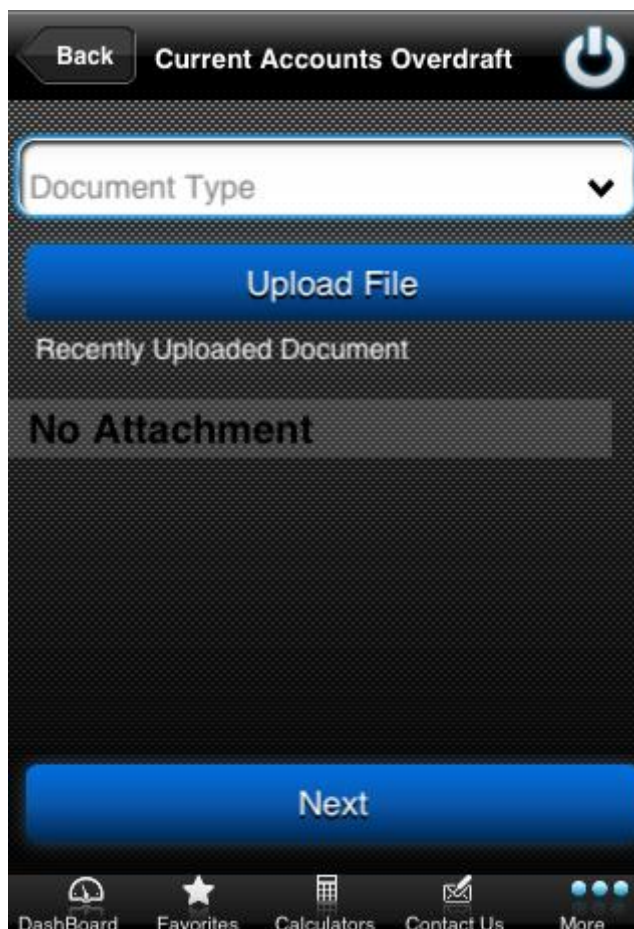 Back
Current Accounts Overdraft
Document Type
Upload File
Recently Uploaded Document
No Attachment
Next
DashBoard
Favorites
Calculators
Contact Us
More